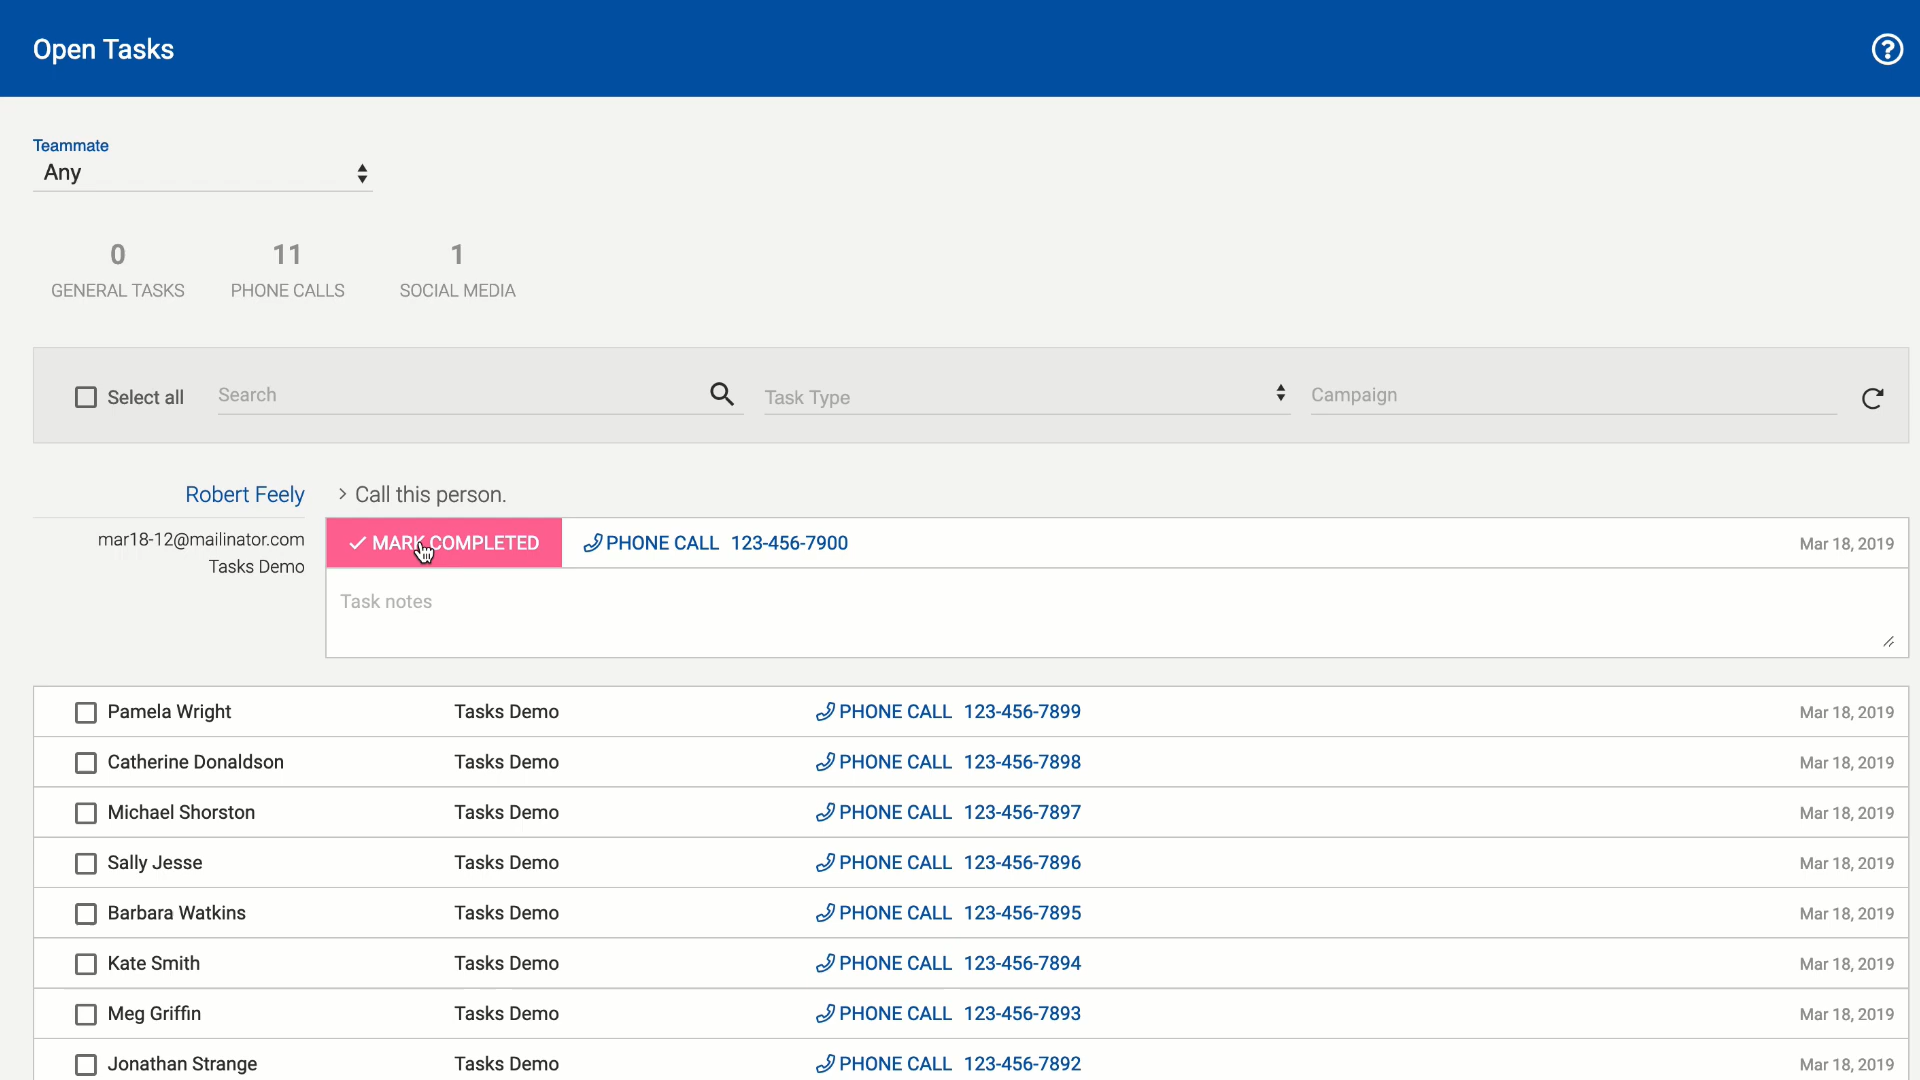 Open Tasks
Teammate
Any
0 11 1
GENERAL TASKS PHONE CALLS SOCIAL MEDIA
Select all Search Task Type Campaign
Robert Feely > Call this person.
mar18-12@mailinator.com MARK COMPLETED PHONE CALL 123-456-7900 Mar 18, 2019
Tasks Demo
Task notes
Pamela Wright Tasks Demo PHONE CALL 123-456-7899 Mar 18, 2019
Catherine Donaldson Tasks Demo PHONE CALL 123-456-7898 Mar 18, 2019
Michael Shorston Tasks Demo PHONE CALL 123-456-7897 Mar 18, 2019
Sally Jesse Tasks Demo PHONE CALL 123-456-7896 Mar 18, 2019
Barbara Watkins Tasks Demo PHONE CALL 123-456-7895 Mar 18, 2019
Kate Smith Tasks Demo PHONE CALL 123-456-7894 Mar 18, 2019
Meg Griffin Tasks Demo PHONE CALL 123-456-7893 Mar 18, 2019
Jonathan Strange Tasks Demo PHONE CALL 123-456-7892 Mar 18, 2019